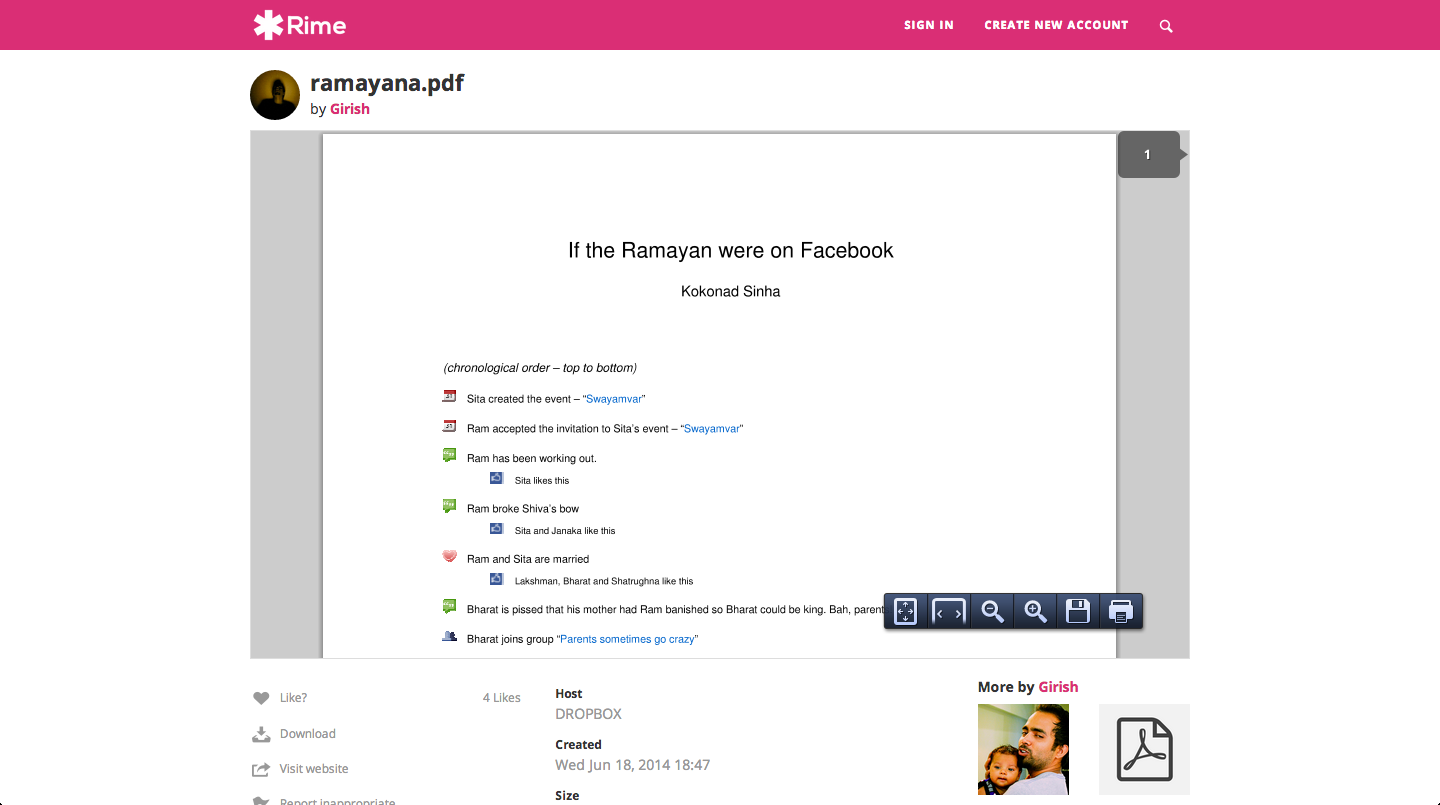 Rime
SIGN IN
CREATE NEW ACCOUNT
ramayana.pdf
by Girish
1
If the Ramayan were on Facebook
Kokonad Sinha
(chronological order – top to bottom)
Sita created the event – “Swayamvar”
Ram accepted the invitation to Sita’s event – “Swayamvar”
Ram has been working out.
Sita likes this
Ram broke Shiva’s bow
Sita and Janaka like this
Ram and Sita are married
Lakshman, Bharat and Shatrughna like this
Bharat is pissed that his mother had Ram banished so Bharat could be king. Bah, parent
Bharat joins group “Parents sometimes go crazy”
Like?
4 Likes
Download
Visit website
Report inappropriate
Host
DROPBOX
Created
Wed Jun 18, 2014 18:47
Size
More by Girish